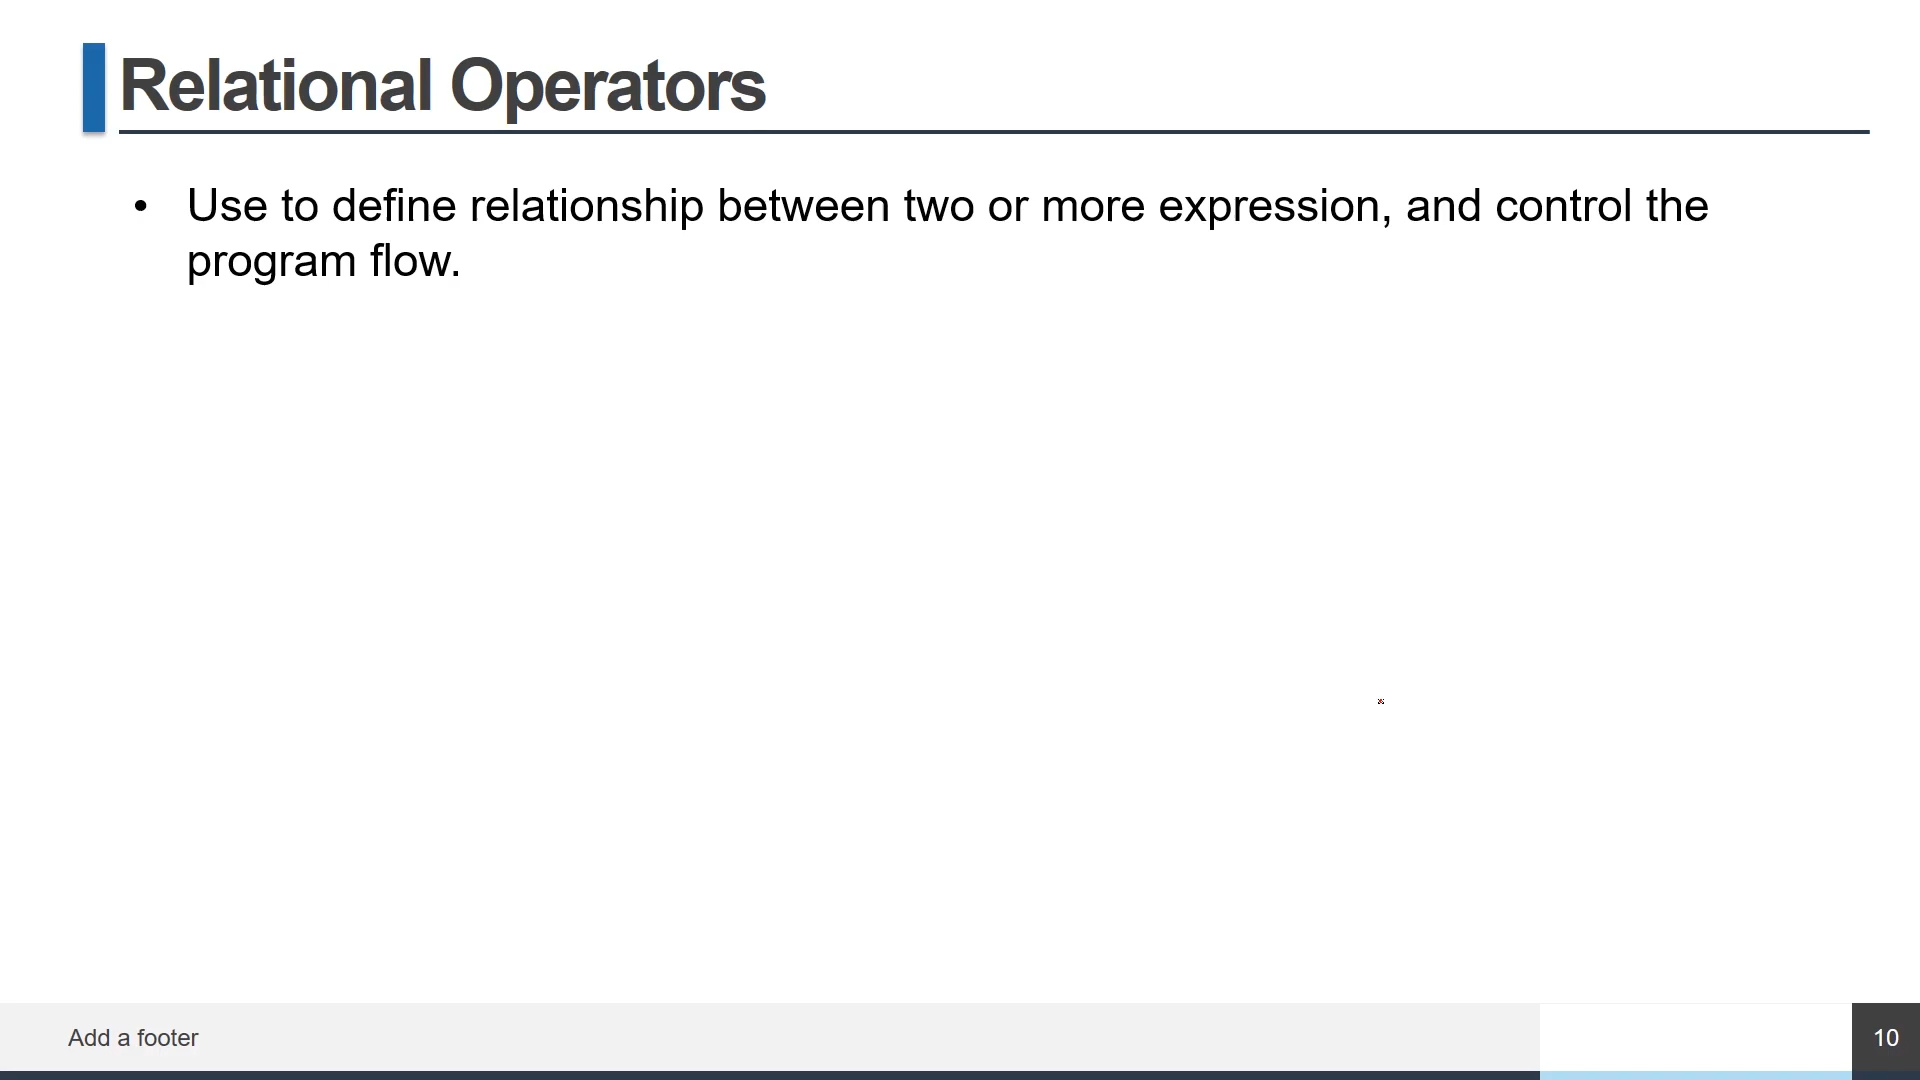 Relational Operators
• Use to define relationship between two or more expression, and control the
program flow.
Add a footer
10